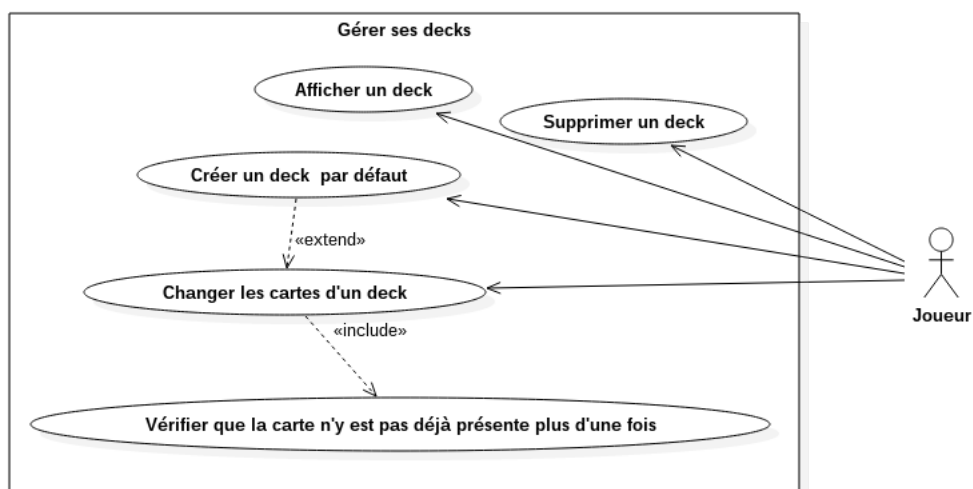 Gérer ses decks
Afficher un deck
Supprimer un deck
Créer un deck  par défaut
«extend»
Changer les cartes d'un deck
«include»
Joueur
Vérifier que la carte n'y est pas déjà présente plus d'une fois